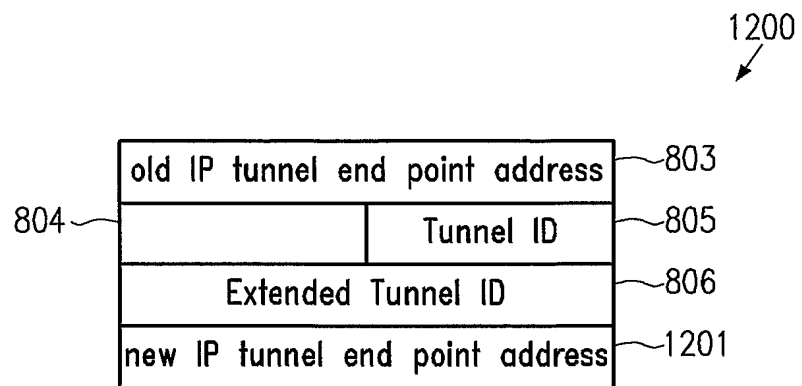 1200
old IP tunnel end point address 803
804 Tunnel ID 805
Extended Tunnel ID 806
new IP tunnel end point address 1201